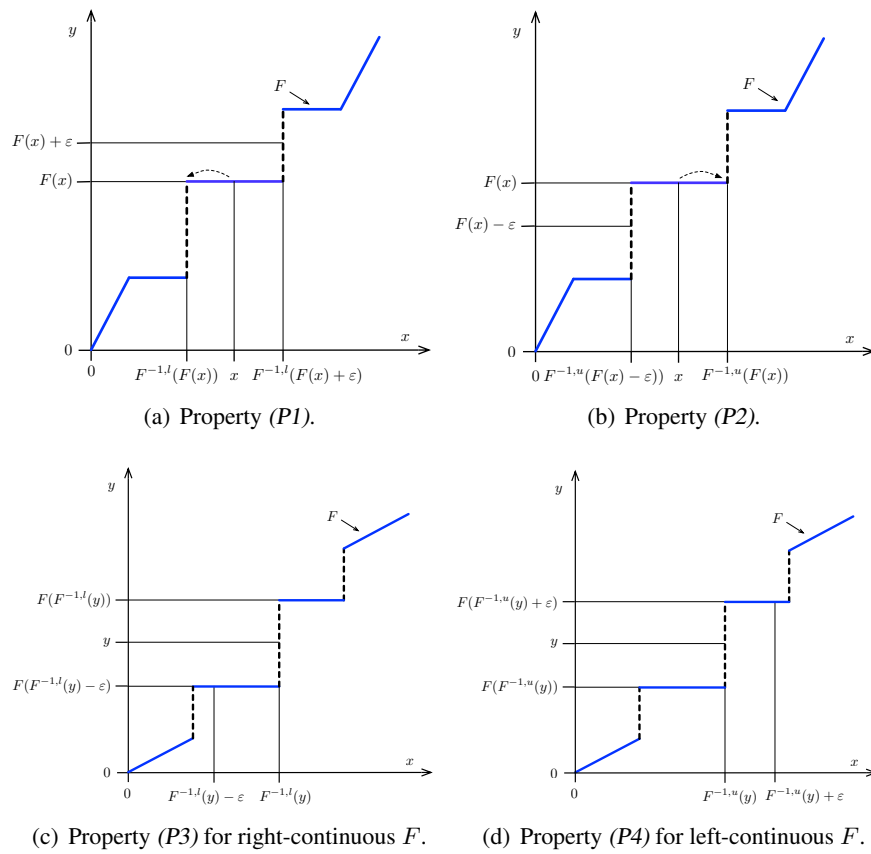 y
F
F(x) + ε
F(x)
x
0
0 F^{-1,l}(F(x)) x F^{-1,l}(F(x) + ε)
(a) Property (P1).
y
F
F(x)
F(x) − ε
x
0
0 F^{-1,u}(F(x) − ε)) x F^{-1,u}(F(x))
(b) Property (P2).
y
F
F(F^{-1,l}(y))
y
F(F^{-1,l}(y) − ε)
x
0
0 F^{-1,l}(y) − ε F^{-1,l}(y)
(c) Property (P3) for right-continuous F.
y
F
F(F^{-1,u}(y) + ε)
y
F(F^{-1,u}(y))
x
0
0 F^{-1,u}(y) F^{-1,u}(y) + ε
(d) Property (P4) for left-continuous F.